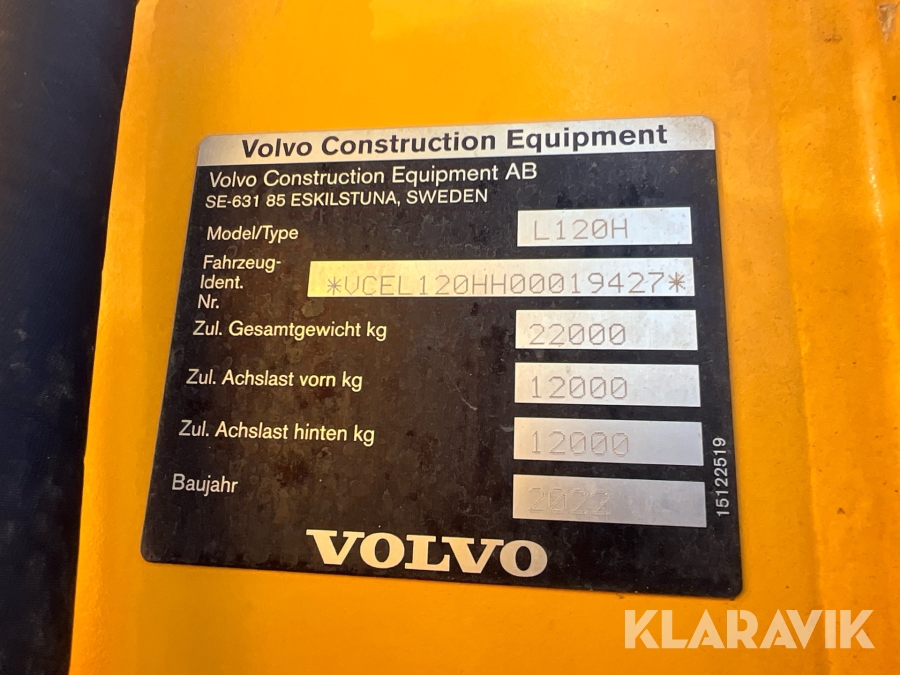 Volvo Construction Equipment
Volvo Construction Equipment AB
SE-631 85 ESKILSTUNA, SWEDEN
Model/Type L120H
Fahrzeug-
Ident. *VCEL120HH00019427*
Nr.
Zul. Gesamtgewicht kg 22000
Zul. Achslast vorn kg 12000
Zul. Achslast hinten kg 12000
Baujahr 2022
15122519
VOLVO
KLARAVIK